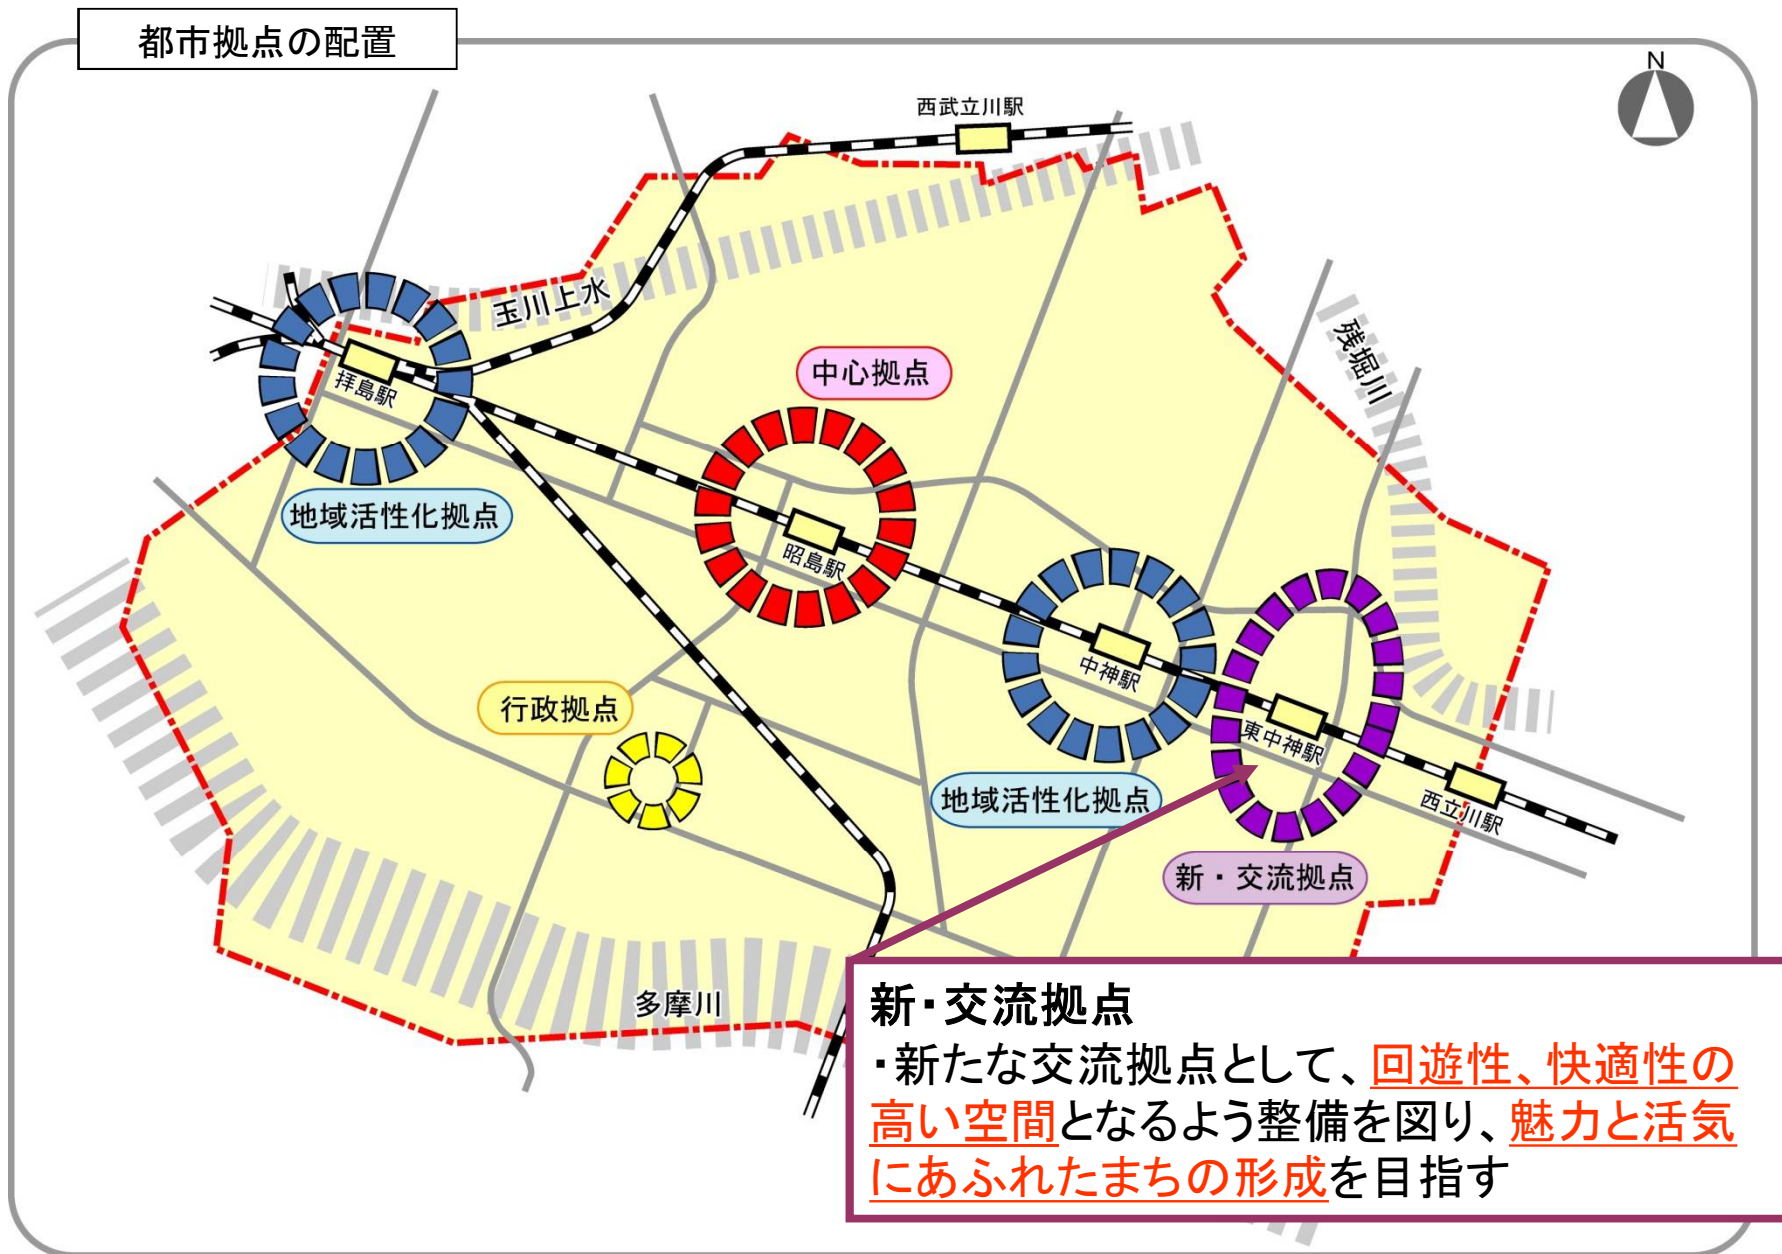 都市拠点の配置
N
西武立川駅
玉川上水
残堀川
拝島駅
中心拠点
地域活性化拠点
昭島駅
中神駅
行政拠点
東中神駅
地域活性化拠点
西立川駅
新・交流拠点
多摩川
新・交流拠点
・新たな交流拠点として、回遊性、快適性の
高い空間となるよう整備を図り、魅力と活気
にあふれたまちの形成を目指す